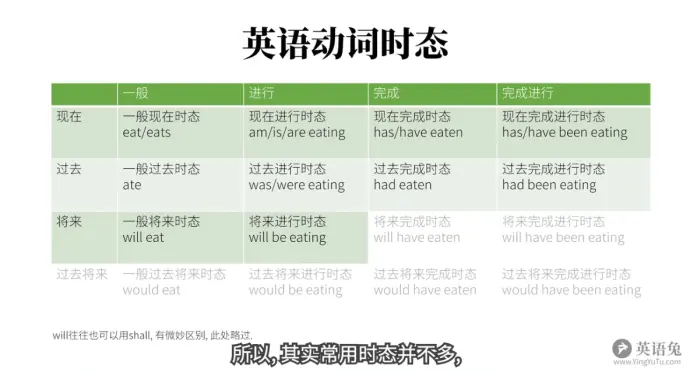 英语动词时态
一般 进行 完成 完成进行
现在 一般现在时态 现在进行时态 现在完成时态 现在完成进行时态
eat/eats am/is/are eating has/have eaten has/have been eating
过去 一般过去时态 过去进行时态 过去完成时态 过去完成进行时态
ate was/were eating had eaten had been eating
将来 一般将来时态 将来进行时态 将来完成时态 将来完成进行时态
will eat will be eating will have eaten will have been eating
过去将来 一般过去将来时态 过去将来进行时态 过去将来完成时态 过去将来完成进行时态
would eat would be eating would have eaten would have been eating
will往往也可以用shall, 有微妙区别, 此处略过.
所以, 其实常用时态并不多,
英语兔
www.YingYuTu.com